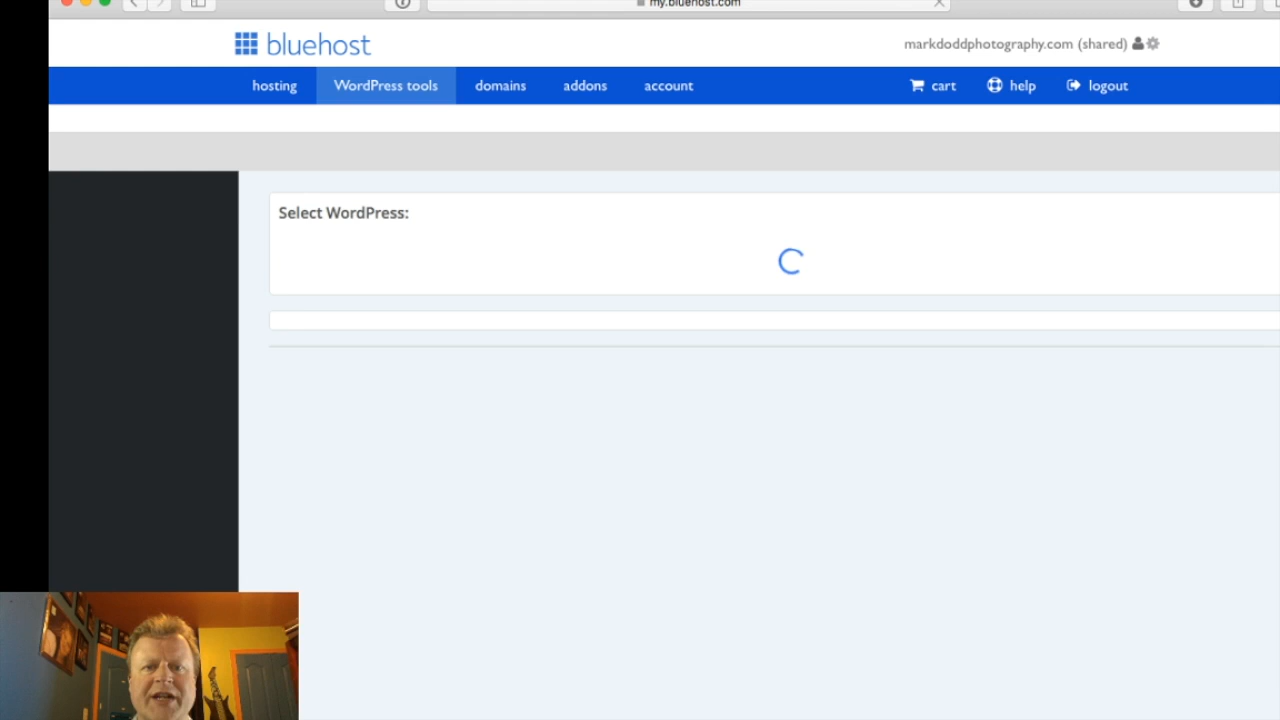 my.bluehost.com
bluehost
markdoddphotography.com (shared)
hosting WordPress tools domains addons account cart help logout
Select WordPress: